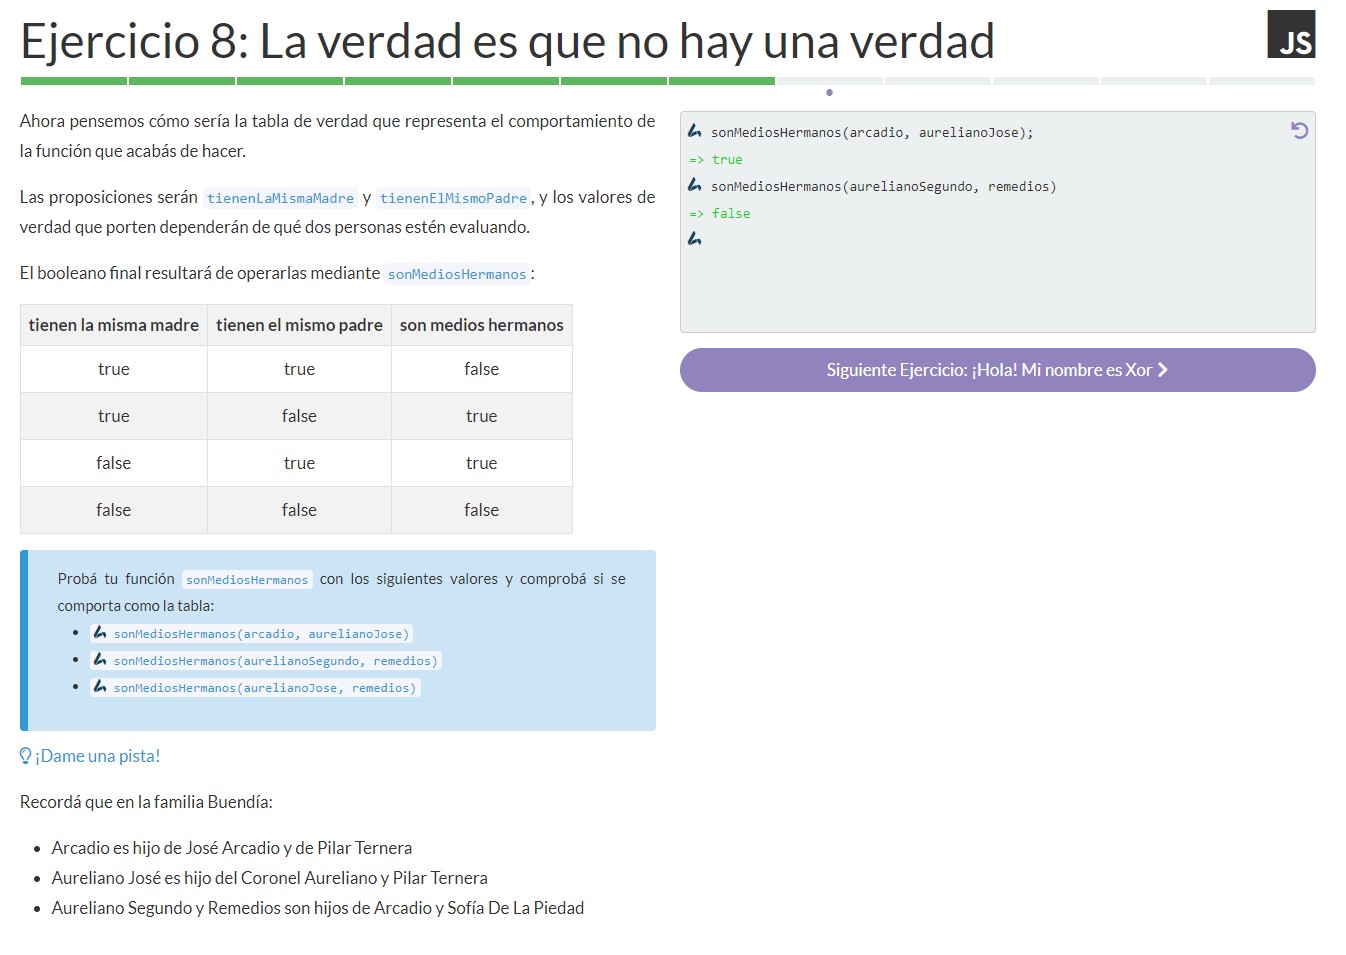 Ejercicio 8: La verdad es que no hay una verdad
JS
Ahora pensemos cómo sería la tabla de verdad que representa el comportamiento de
la función que acabás de hacer.
Las proposiciones serán tienenLaMismaMadre y tienenElMismoPadre, y los valores de
verdad que porten dependerán de qué dos personas estén evaluando.
El booleano final resultará de operarlas mediante sonMediosHermanos:
tienen la misma madre tienen el mismo padre son medios hermanos
true true false
true false true
false true true
false false false
Probá tu función sonMediosHermanos con los siguientes valores y comprobá si se
comporta como la tabla:
sonMediosHermanos(arcadio, aurelianoJose)
sonMediosHermanos(aurelianoSegundo, remedios)
sonMediosHermanos(aurelianoJose, remedios)
¡Dame una pista!
Recordá que en la familia Buendía:
Arcadio es hijo de José Arcadio y de Pilar Ternera
Aureliano José es hijo del Coronel Aureliano y Pilar Ternera
Aureliano Segundo y Remedios son hijos de Arcadio y Sofía De La Piedad
sonMediosHermanos(arcadio, aurelianoJose);
=> true
sonMediosHermanos(aurelianoSegundo, remedios)
=> false
Siguiente Ejercicio: ¡Hola! Mi nombre es Xor